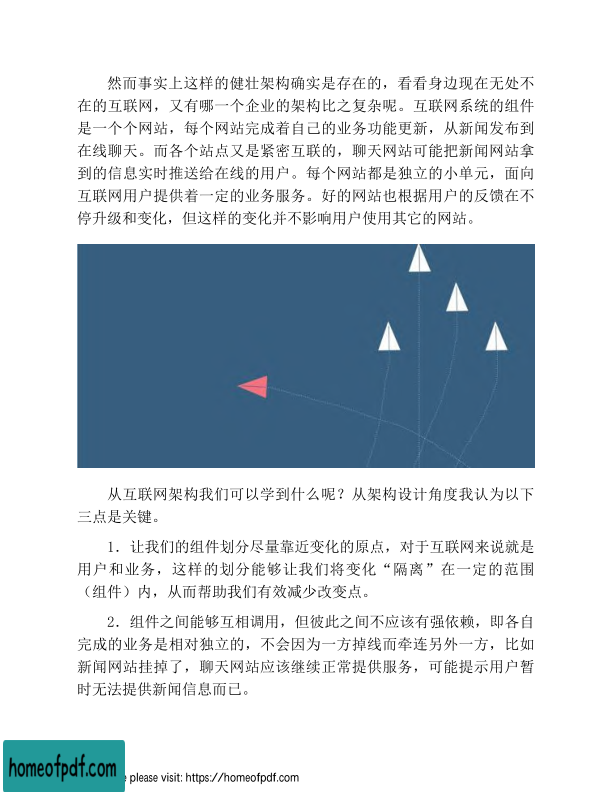 然而事实上这样的健壮架构确实是存在的，看看身边现在无处不
在的互联网，又有哪一个企业的架构比之复杂呢。互联网系统的组件
是一个个网站，每个网站完成着自己的业务功能更新，从新闻发布到
在线聊天。而各个站点又是紧密互联的，聊天网站可能把新闻网站拿
到的信息实时推送给在线的用户。每个网站都是独立的小单元，面向
互联网用户提供着一定的业务服务。好的网站也根据用户的反馈在不
停升级和变化，但这样的变化并不影响用户使用其它的网站。
从互联网架构我们可以学到什么呢？从架构设计角度我认为以下
三点是关键。
1．让我们的组件划分尽量靠近变化的原点，对于互联网来说就是
用户和业务，这样的划分能够让我们将变化“隔离”在一定的范围
（组件）内，从而帮助我们有效减少改变点。
2．组件之间能够互相调用，但彼此之间不应该有强依赖，即各自
完成的业务是相对独立的，不会因为一方掉线而牵连另外一方，比如
新闻网站挂掉了，聊天网站应该继续正常提供服务，可能提示用户暂
时无法提供新闻信息而已。
homeofpdf.com
e please visit: https://homeofpdf.com